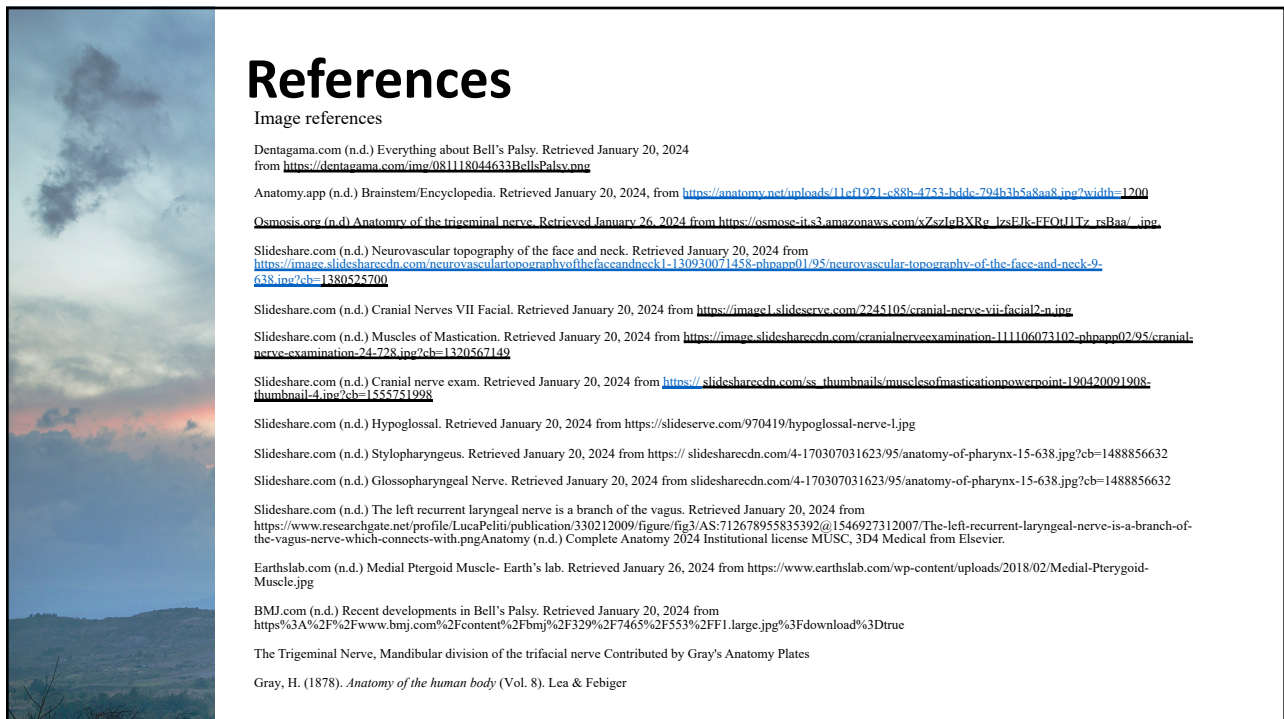 References
Image references
Dentagama.com (n.d.) Everything about Bell's Palsy. Retrieved January 20, 2024
from https://dentagama.com/img/081118044633BellsPalsy.png
Anatomy.app (n.d.) Brainstem/Encyclopedia. Retrieved January 20, 2024, from https://anatomy.net/uploads/11ef1921-c88b-4753-bddc-794b3b5a8aa8.jpg?width=1200
Osmosis.org (n.d) Anatomry of the trigeminal nerve. Retrieved January 26, 2024 from https://osmose-it.s3.amazonaws.com/xZszIgBXRg_lzsEJk-FFOtJ1Tz_rsBaa/_.jpg.
Slideshare.com (n.d.) Neurovascular topography of the face and neck. Retrieved January 20, 2024 from
https://image.slidesharecdn.com/neurovasculartopographyofthefaceandneck1-130930071458-phpapp01/95/neurovascular-topography-of-the-face-and-neck-9-
638.jpg?cb=1380525700
Slideshare.com (n.d.) Cranial Nerves VII Facial. Retrieved January 20, 2024 from https://image1.slideserve.com/2245105/cranial-nerve-vii-facial2-n.jpg
Slideshare.com (n.d.) Muscles of Mastication. Retrieved January 20, 2024 from https://image.slidesharecdn.com/cranialnerveexamination-111106073102-phpapp02/95/cranial-
nerve-examination-24-728.jpg?cb=1320567149
Slideshare.com (n.d.) Cranial nerve exam. Retrieved January 20, 2024 from https:// slidesharecdn.com/ss_thumbnails/musclesofmasticationpowerpoint-190420091908-
thumbnail-4.jpg?cb=1555751998
Slideshare.com (n.d.) Hypoglossal. Retrieved January 20, 2024 from https://slideserve.com/970419/hypoglossal-nerve-l.jpg
Slideshare.com (n.d.) Stylopharyngeus. Retrieved January 20, 2024 from https:// slidesharecdn.com/4-170307031623/95/anatomy-of-pharynx-15-638.jpg?cb=1488856632
Slideshare.com (n.d.) Glossopharyngeal Nerve. Retrieved January 20, 2024 from slidesharecdn.com/4-170307031623/95/anatomy-of-pharynx-15-638.jpg?cb=1488856632
Slideshare.com (n.d.) The left recurrent laryngeal nerve is a branch of the vagus. Retrieved January 20, 2024 from
https://www.researchgate.net/profile/LucaPeliti/publication/330212009/figure/fig3/AS:712678955835392@1546927312007/The-left-recurrent-laryngeal-nerve-is-a-branch-of-
the-vagus-nerve-which-connects-with.pngAnatomy (n.d.) Complete Anatomy 2024 Institutional license MUSC, 3D4 Medical from Elsevier.
Earthslab.com (n.d.) Medial Ptergoid Muscle- Earth's lab. Retrieved January 26, 2024 from https://www.earthslab.com/wp-content/uploads/2018/02/Medial-Pterygoid-
Muscle.jpg
BMJ.com (n.d.) Recent developments in Bell's Palsy. Retrieved January 20, 2024 from
https%3A%2F%2Fwww.bmj.com%2Fcontent%2Fbmj%2F329%2F7465%2F553%2FF1.large.jpg%3Fdownload%3Dtrue
The Trigeminal Nerve, Mandibular division of the trifacial nerve Contributed by Gray's Anatomy Plates
Gray, H. (1878). Anatomy of the human body (Vol. 8). Lea & Febiger